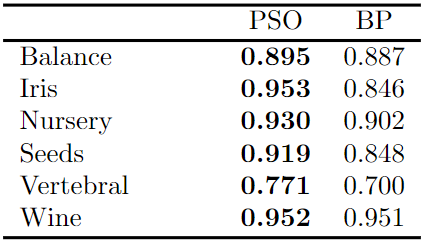 PSO BP
Balance 0.895 0.887
Iris 0.953 0.846
Nursery 0.930 0.902
Seeds 0.919 0.848
Vertebral 0.771 0.700
Wine 0.952 0.951